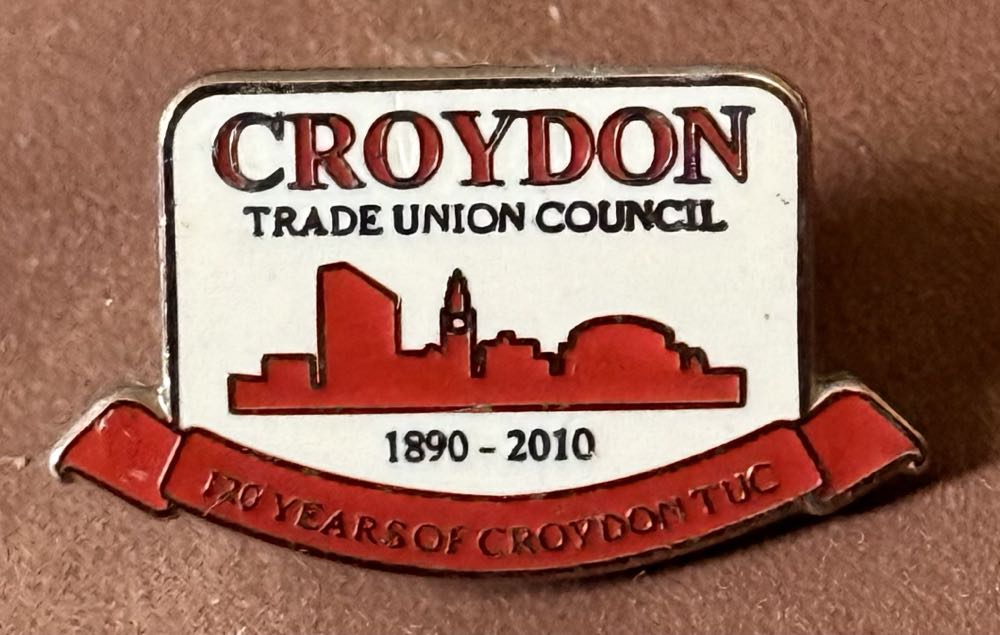 CROYDON
TRADE UNION COUNCIL
1890 - 2010
120 YEARS OF CROYDON TUC